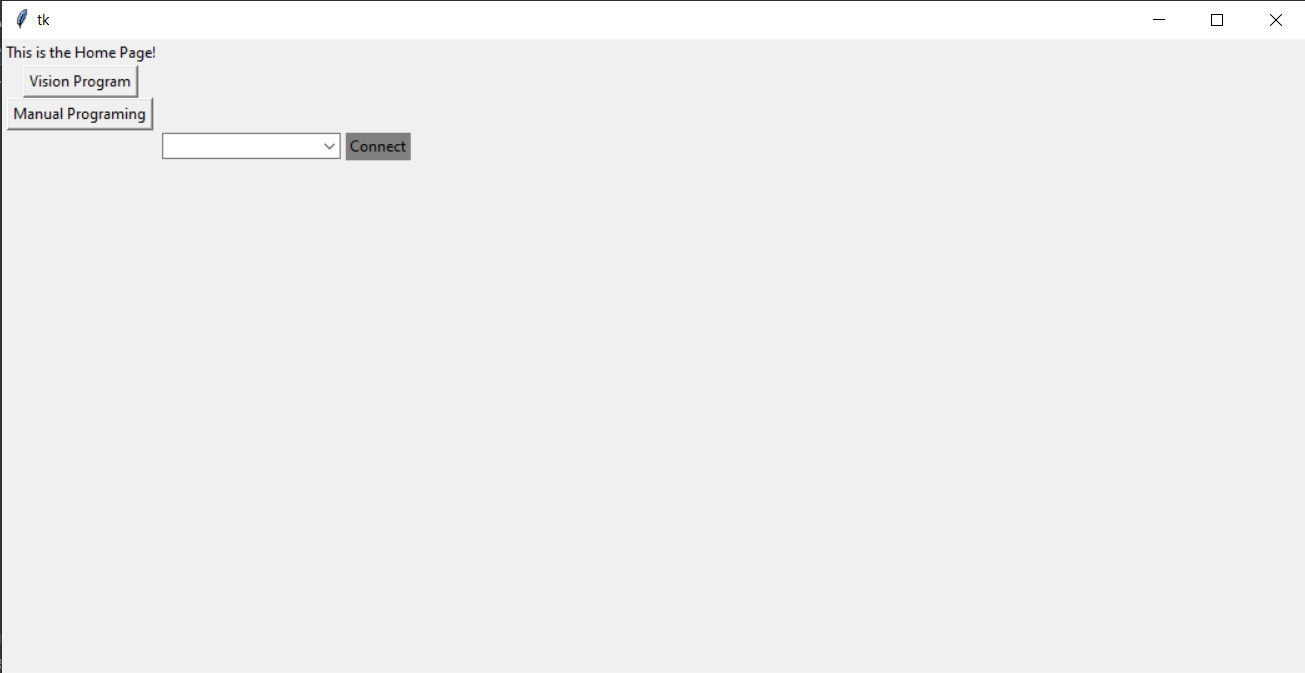 tk
This is the Home Page!
Vision Program
Manual Programing
Connect